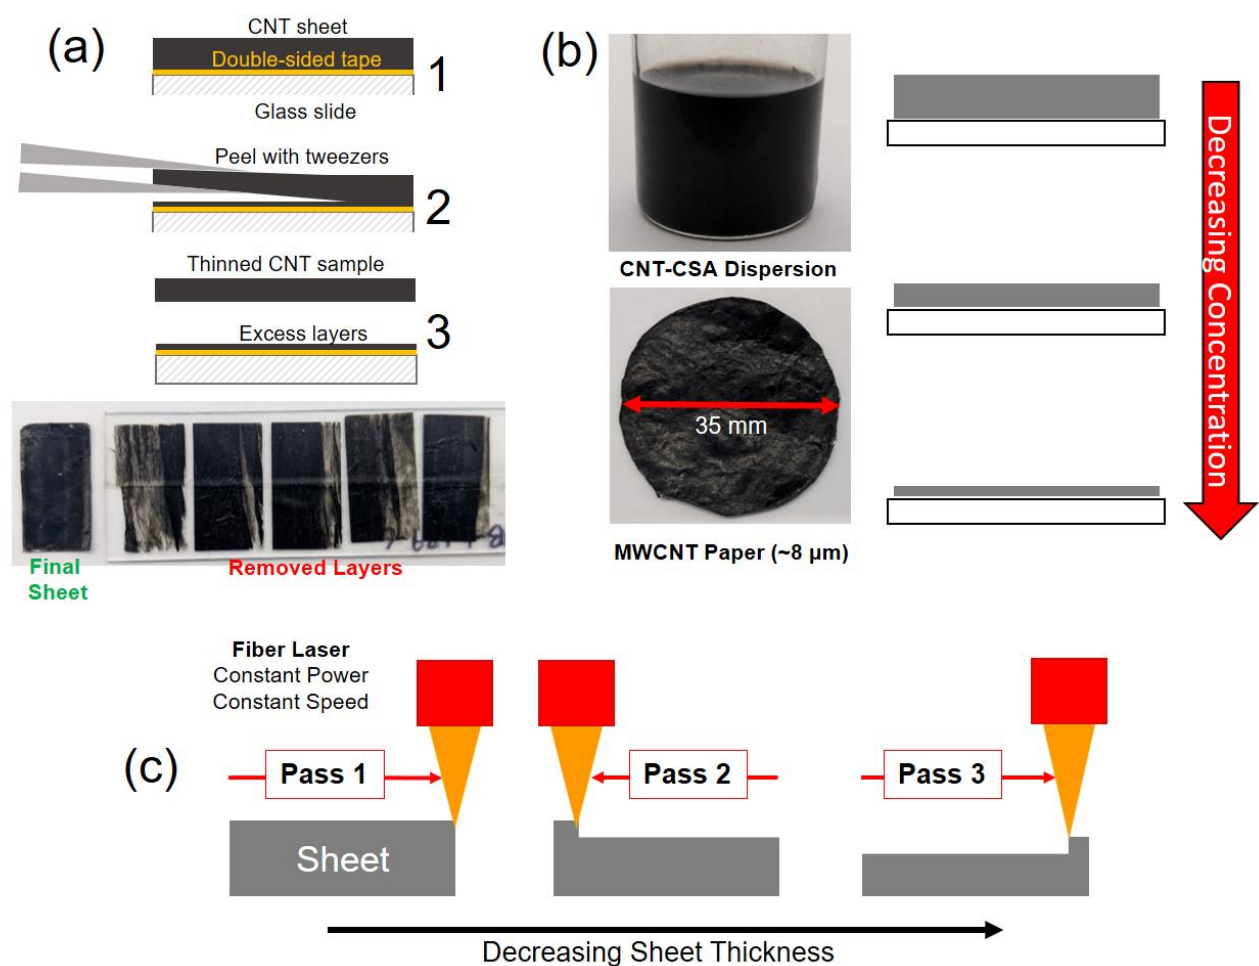 (a)
CNT sheet
Double-sided tape
1
Glass slide
Peel with tweezers
2
Thinned CNT sample
3
Excess layers
Final
Sheet
Removed Layers
(b)
CNT-CSA Dispersion
35 mm
MWCNT Paper (~8 µm)
Decreasing Concentration
(c)
Fiber Laser
Constant Power
Constant Speed
Pass 1
Pass 2
Pass 3
Sheet
Decreasing Sheet Thickness